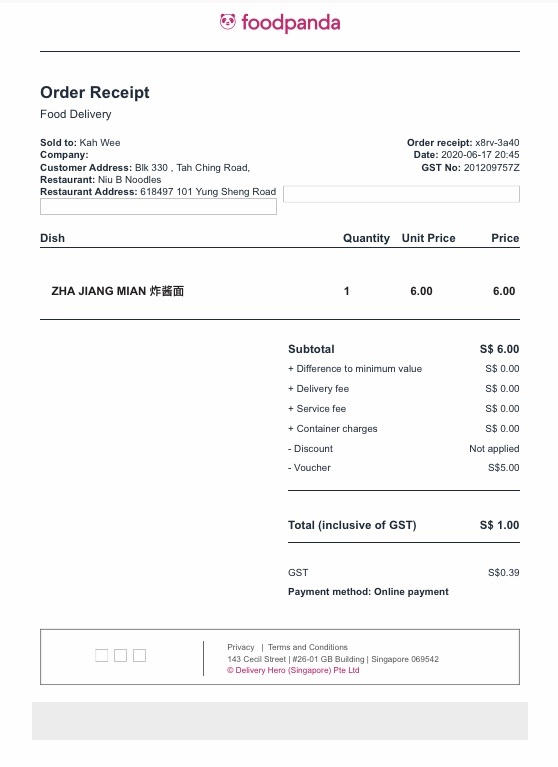 foodpanda
Order Receipt
Food Delivery
Sold to: Kah Wee
Company:
Customer Address: Blk 330 , Tah Ching Road,
Restaurant: Niu B Noodles
Restaurant Address: 618497 101 Yung Sheng Road
Order receipt: x8rv-3a40
Date: 2020-06-17 20:45
GST No: 201209757Z
Dish Quantity Unit Price Price
ZHA JIANG MIAN 炸酱面 1 6.00 6.00
Subtotal S$ 6.00
+ Difference to minimum value S$ 0.00
+ Delivery fee S$ 0.00
+ Service fee S$ 0.00
+ Container charges S$ 0.00
- Discount Not applied
- Voucher S$5.00
Total (inclusive of GST) S$ 1.00
GST S$0.39
Payment method: Online payment
Privacy | Terms and Conditions
143 Cecil Street | #26-01 GB Building | Singapore 069542
© Delivery Hero (Singapore) Pte Ltd